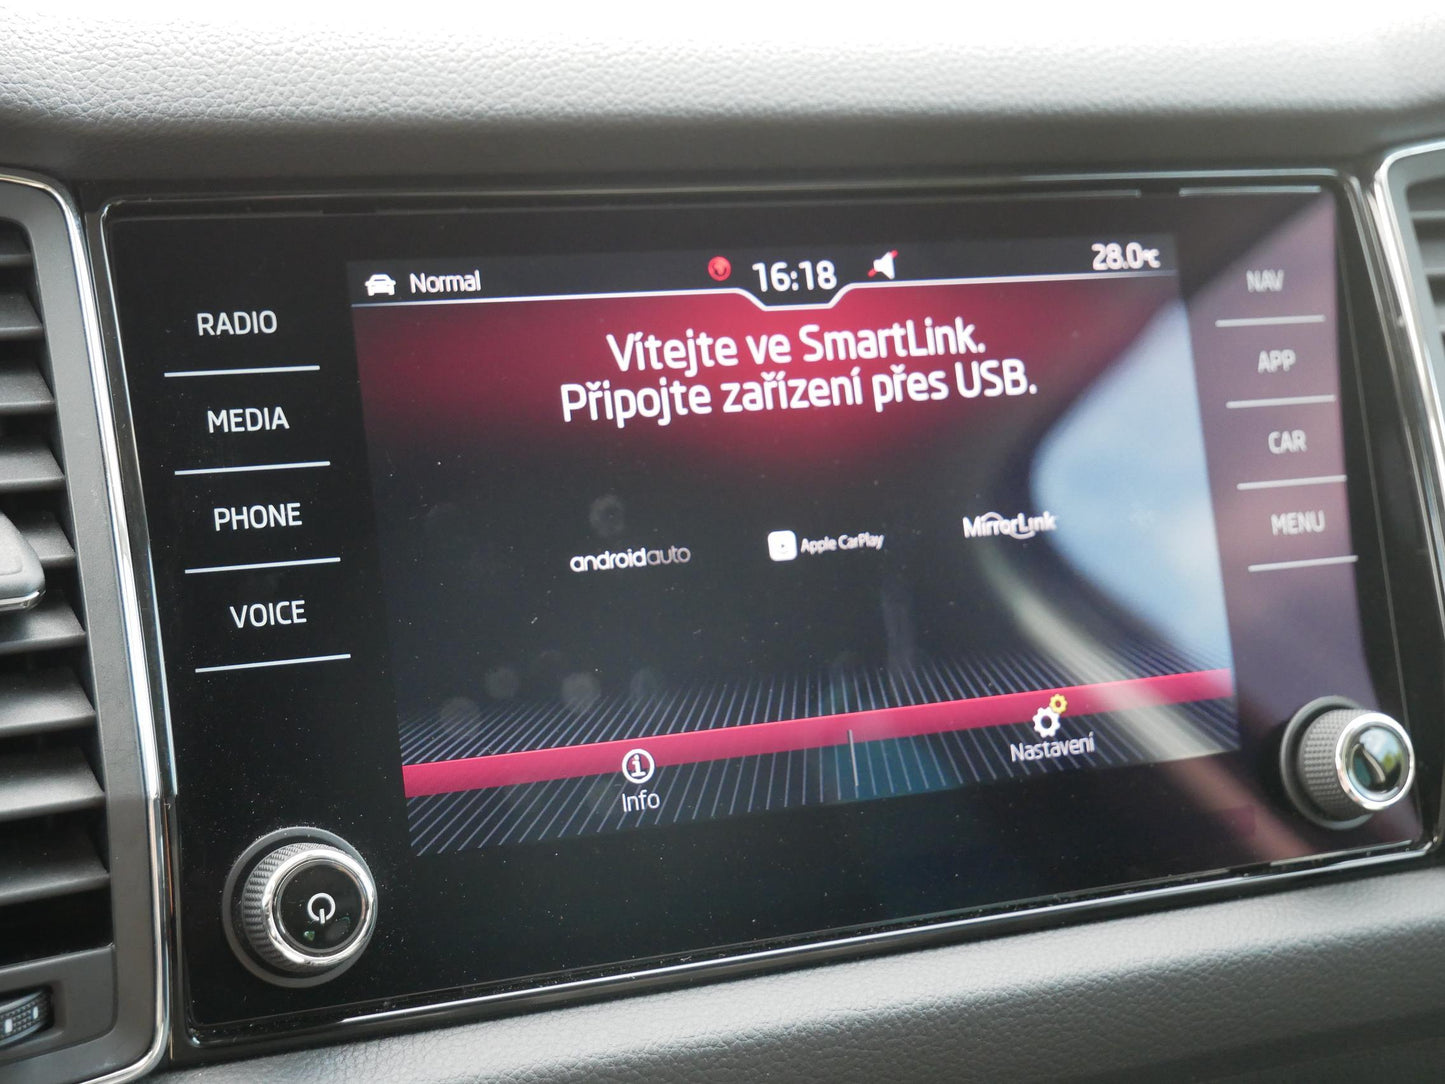 Normal
16:18
28.0°C
RADIO
MEDIA
PHONE
VOICE
Vítejte ve SmartLink.
Připojte zařízení přes USB.
androidauto
Apple CarPlay
MirrorLink
Info
Nastavení
NAV
APP
CAR
MENU